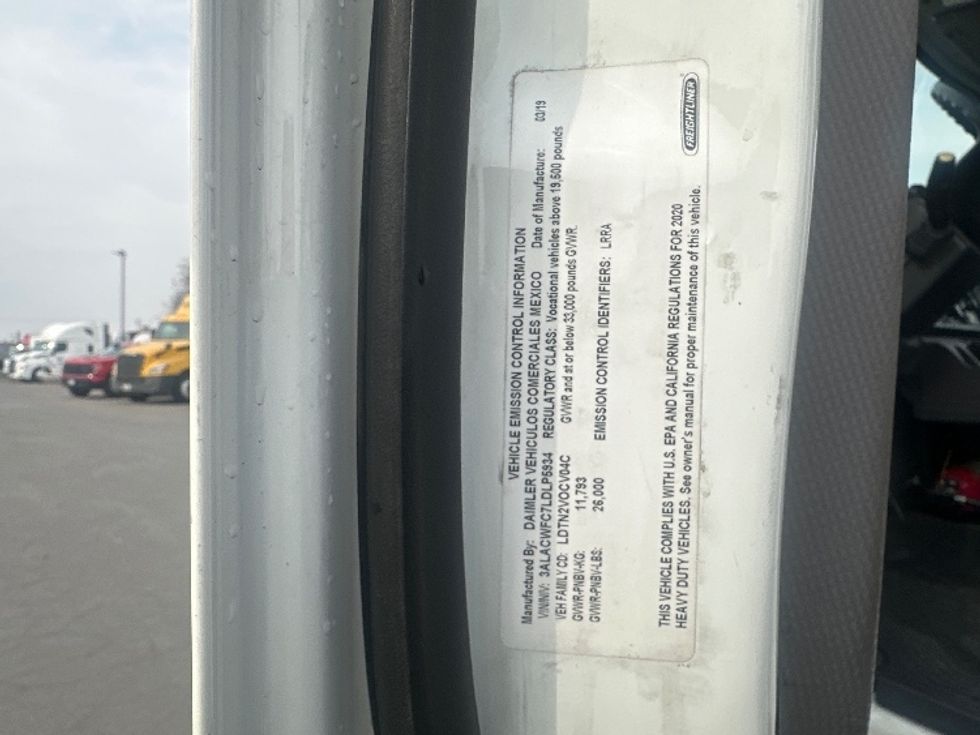 VEHICLE EMISSION CONTROL INFORMATION
Manufactured By: DAIMLER VEHICULOS COMERCIALES MEXICO Date of Manufacture: 03/19
VIN/NIV: 3ALACWFC7LDLP6934 REGULATORY CLASS: Vocational vehicles above 19,500 pounds
VEH FAMILY CD: LDTN2VOCV04C GVWR and at or below 33,000 pounds GVWR.
GVWR-PNBV-KG: 11,793
GVWR-PNBV-LBS: 26,000 EMISSION CONTROL IDENTIFIERS: LRRA
THIS VEHICLE COMPLIES WITH U.S. EPA AND CALIFORNIA REGULATIONS FOR 2020
HEAVY DUTY VEHICLES. See owner's manual for proper maintenance of this vehicle.
FREIGHTLINER